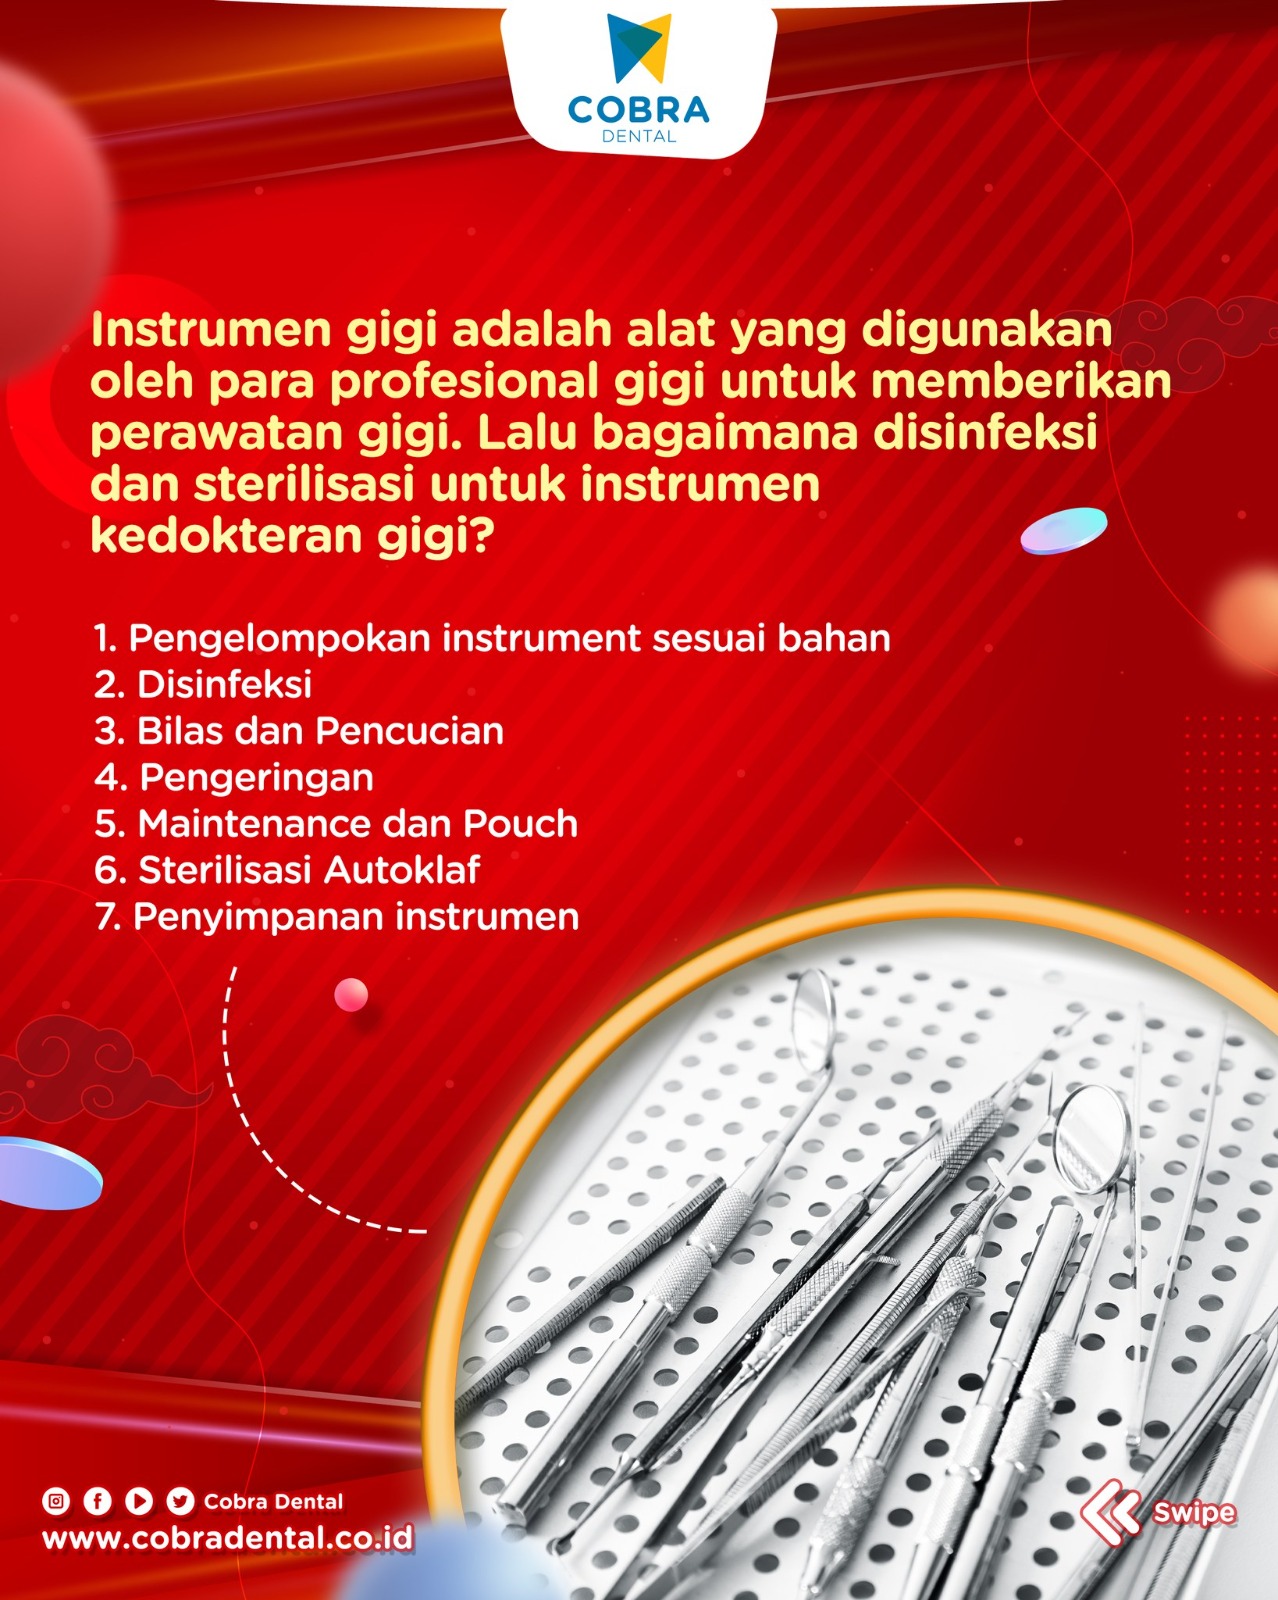 COBRA
DENTAL
Instrumen gigi adalah alat yang digunakan
oleh para profesional gigi untuk memberikan
perawatan gigi. Lalu bagaimana disinfeksi
dan sterilisasi untuk instrumen
kedokteran gigi?
1. Pengelompokan instrument sesuai bahan
2. Disinfeksi
3. Bilas dan Pencucian
4. Pengeringan
5. Maintenance dan Pouch
6. Sterilisasi Autoklaf
7. Penyimpanan instrumen
Cobra Dental
www.cobradental.co.id
Swipe